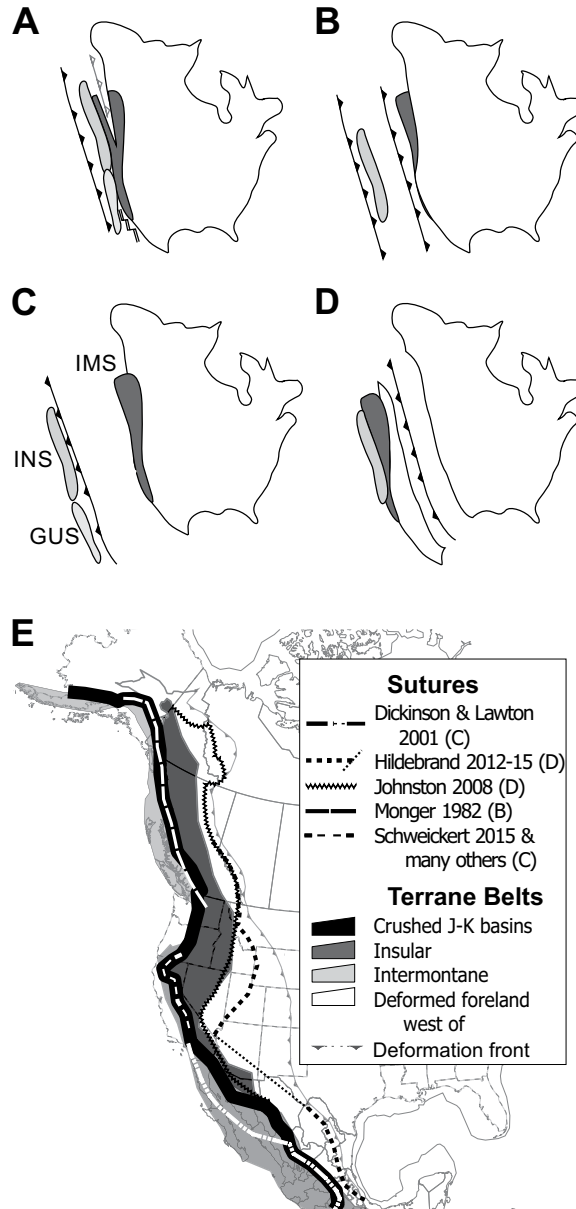 A
B
C
D
IMS
INS
GUS
E
Sutures
Dickinson & Lawton
2001 (C)
Hildebrand 2012-15 (D)
Johnston 2008 (D)
Monger 1982 (B)
Schweickert 2015 &
many others (C)
Terrane Belts
Crushed J-K basins
Insular
Intermontane
Deformed foreland
west of
Deformation front